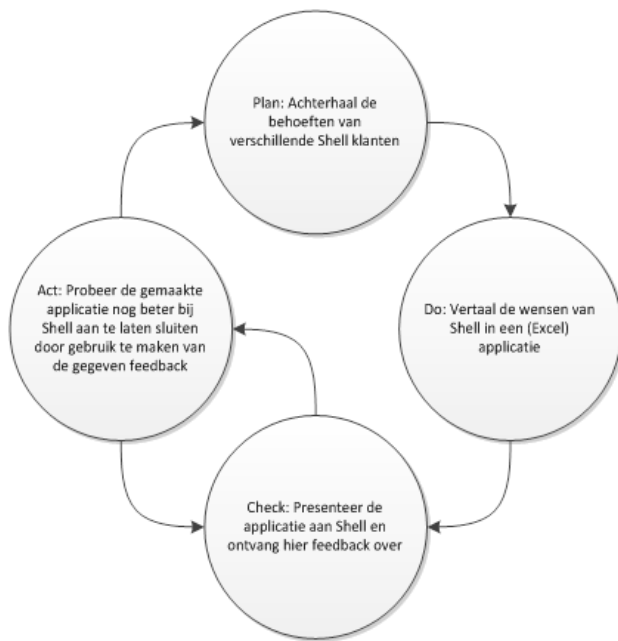 Plan: Achterhaal de
behoeften van
verschillende Shell klanten
Do: Vertaal de wensen van
Shell in een (Excel)
applicatie
Check: Presenteer de
applicatie aan Shell en
ontvang hier feedback over
Act: Probeer de gemaakte
applicatie nog beter bij
Shell aan te laten sluiten
door gebruik te maken van
de gegeven feedback